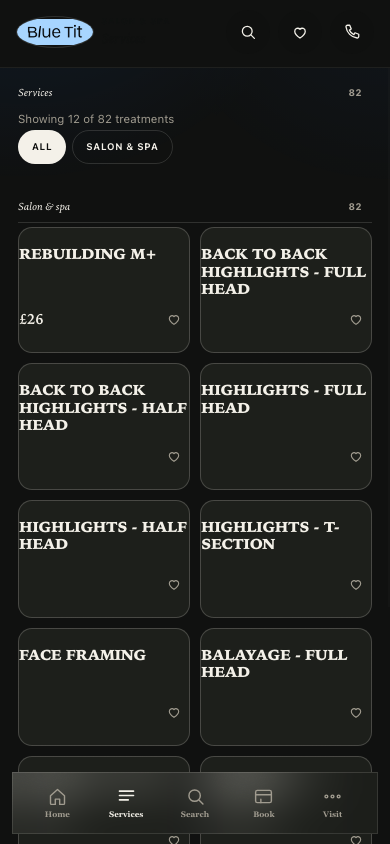 Blue Tit
Services
82
Showing 12 of 82 treatments
ALL
SALON & SPA
Salon & spa
82
REBUILDING M+
£26
BACK TO BACK
HIGHLIGHTS - FULL
HEAD
BACK TO BACK
HIGHLIGHTS - HALF
HEAD
HIGHLIGHTS - FULL
HEAD
HIGHLIGHTS - HALF
HEAD
HIGHLIGHTS - T-
SECTION
FACE FRAMING
BALAYAGE - FULL
HEAD
Home
Services
Search
Book
Visit